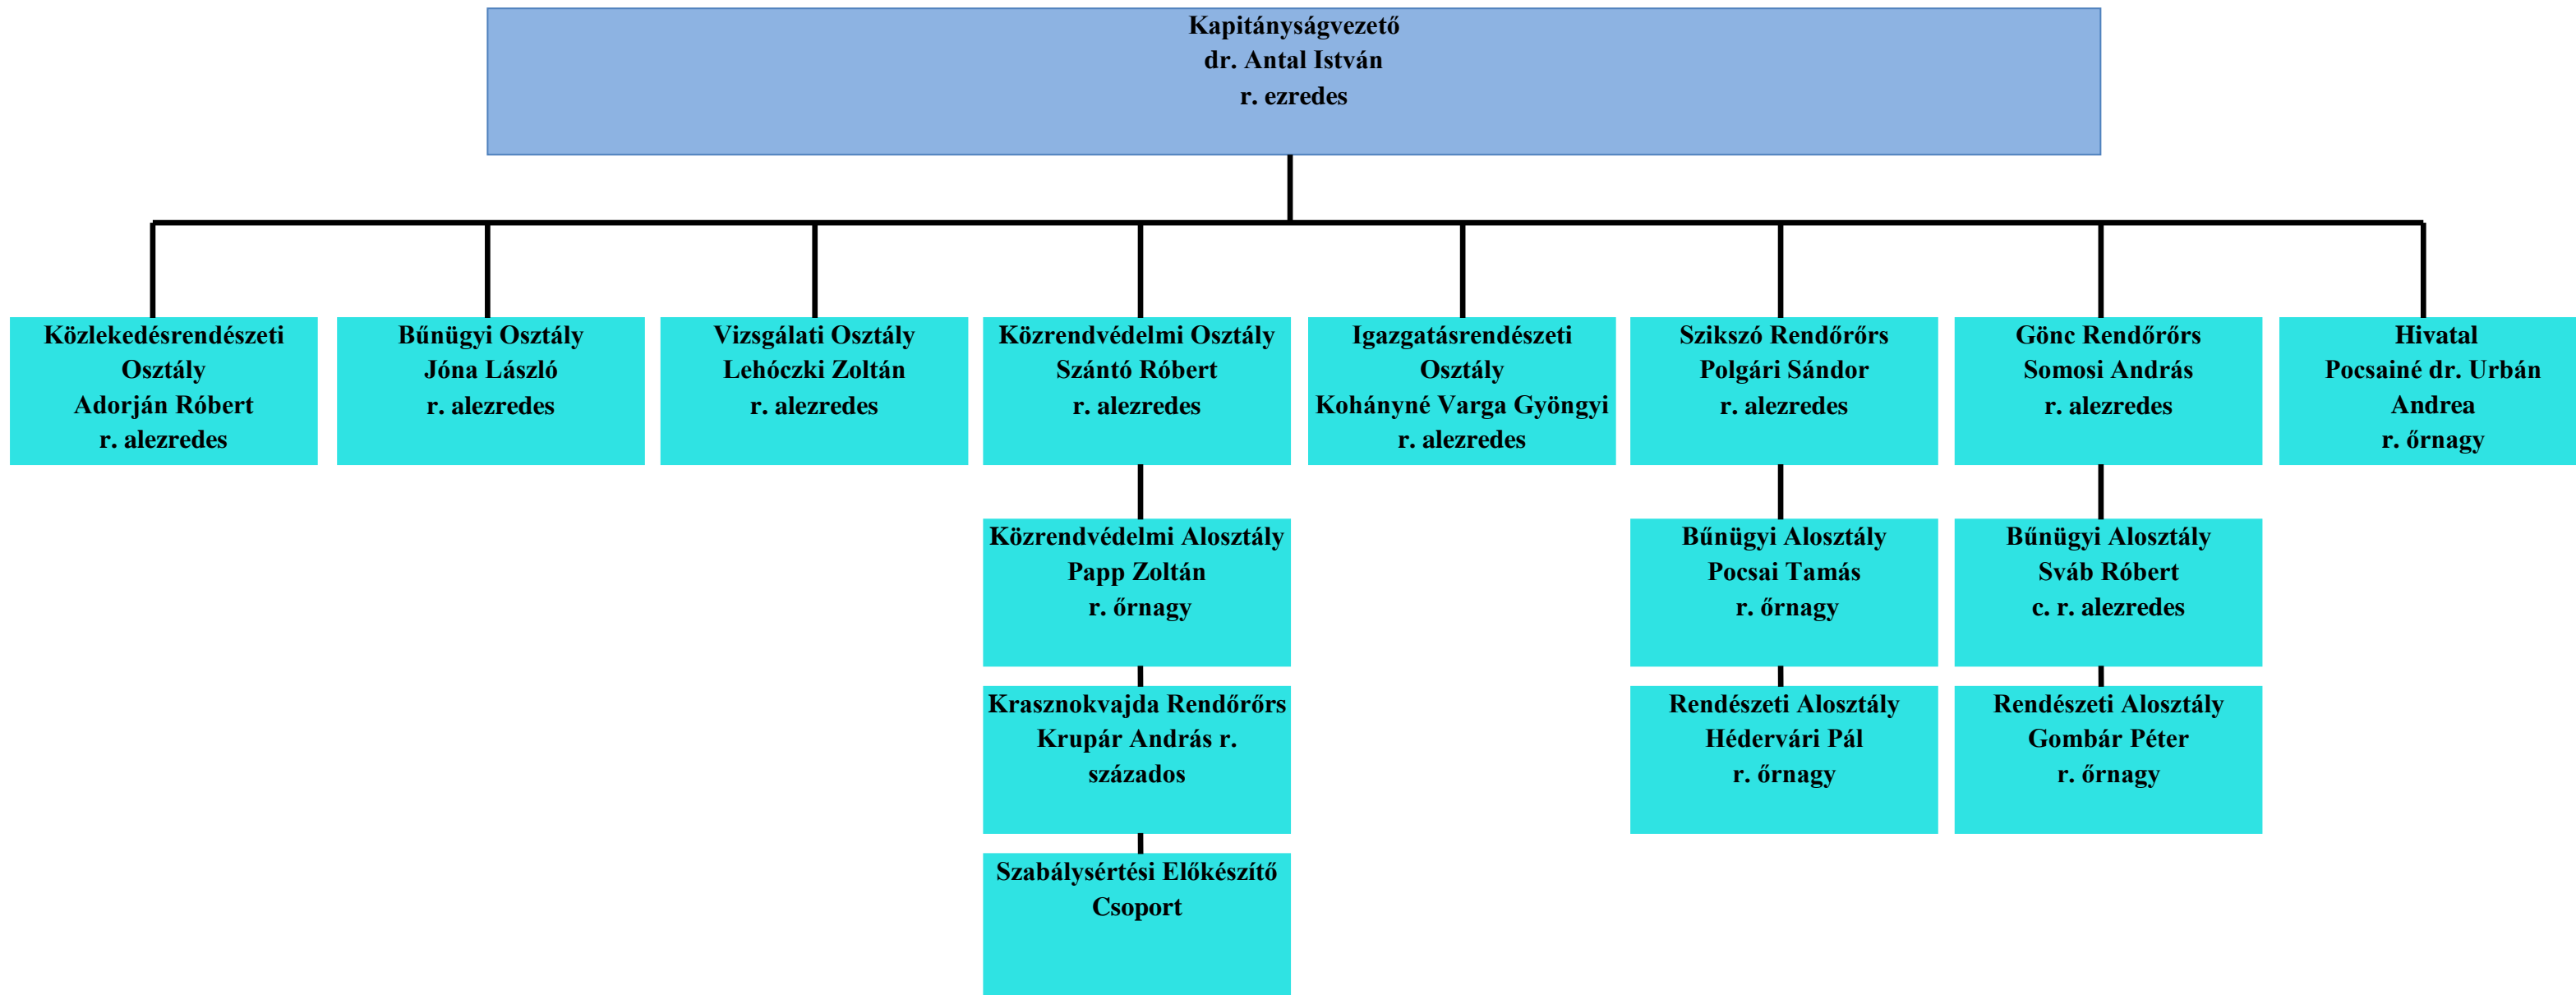 Kapitányságvezető
dr. Antal István
r. ezredes
Közlekedésrendészeti
Osztály
Adorján Róbert
r. alezredes
Bűnügyi Osztály
Jóna László
r. alezredes
Vizsgálati Osztály
Lehóczki Zoltán
r. alezredes
Közrendvédelmi Osztály
Szántó Róbert
r. alezredes
Igazgatásrendészeti
Osztály
Kohányné Varga Gyöngyi
r. alezredes
Szikszó Rendőrőrs
Polgári Sándor
r. alezredes
Gönc Rendőrőrs
Somosi András
r. alezredes
Hivatal
Pocsainé dr. Urbán
Andrea
r. őrnagy
Közrendvédelmi Alosztály
Papp Zoltán
r. őrnagy
Bűnügyi Alosztály
Pocsai Tamás
r. őrnagy
Bűnügyi Alosztály
Sváb Róbert
c. r. alezredes
Krasznokvajda Rendőrőrs
Krupár András r.
százados
Rendészeti Alosztály
Hédervári Pál
r. őrnagy
Rendészeti Alosztály
Gombár Péter
r. őrnagy
Szabálysértési Előkészítő
Csoport